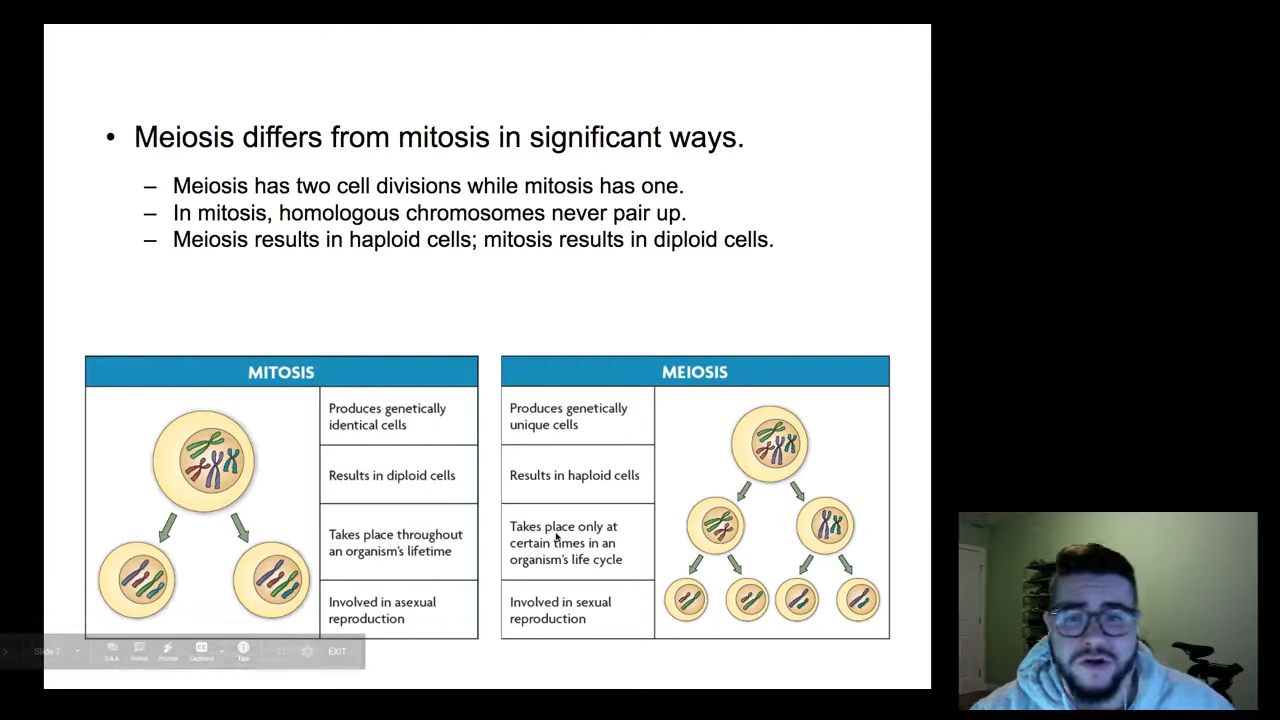 • Meiosis differs from mitosis in significant ways.
– Meiosis has two cell divisions while mitosis has one.
– In mitosis, homologous chromosomes never pair up.
– Meiosis results in haploid cells; mitosis results in diploid cells.
MITOSIS
Produces genetically
identical cells
Results in diploid cells
Takes place throughout
an organism's lifetime
Involved in asexual
reproduction
MEIOSIS
Produces genetically
unique cells
Results in haploid cells
Takes place only at
certain times in an
organism's life cycle
Involved in sexual
reproduction
Slide 7
Q&A Notes Pointer Captions Tips EXIT